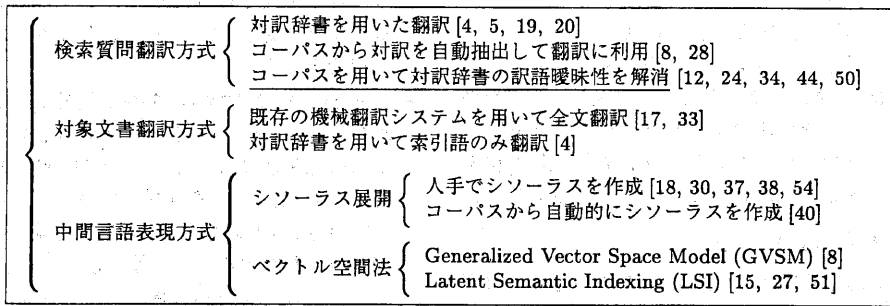 対訳辞書を用いた翻訳 [4, 5, 19, 20]
検索質問翻訳方式
コーパスから対訳を自動抽出して翻訳に利用 [8, 28]
コーパスを用いて対訳辞書の訳語曖昧性を解消 [12, 24, 34, 44, 50]
対象文書翻訳方式
既存の機械翻訳システムを用いて全文翻訳 [17, 33]
対訳辞書を用いて索引語のみ翻訳 [4]
中間言語表現方式
シソーラス展開
人手でシソーラスを作成 [18, 30, 37, 38, 54]
コーパスから自動的にシソーラスを作成 [40]
ベクトル空間法
Generalized Vector Space Model (GVSM) [8]
Latent Semantic Indexing (LSI) [15, 27, 51]